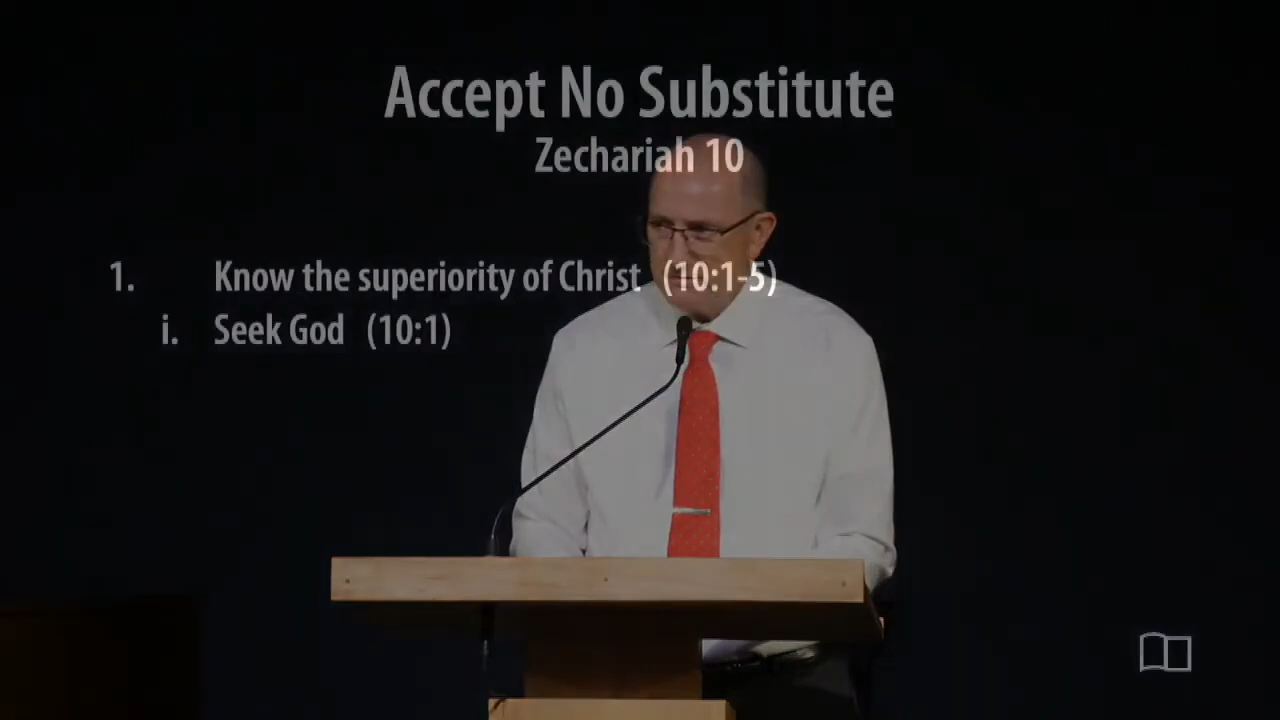 Accept No Substitute
Zechariah 10
1. Know the superiority of Christ. (10:1-5)
i. Seek God (10:1)